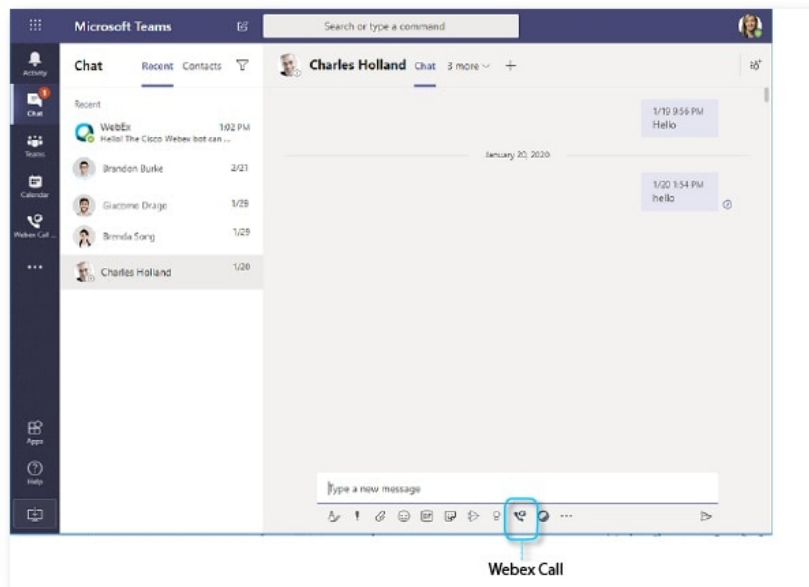 Microsoft Teams
Search or type a command
Activity
Chat
Teams
Calendar
Webex Call ...
Apps
Help
Chat Recent Contacts
Recent
WebEx 1:02 PM
Hello! The Cisco Webex bot can ...
Brandon Burke 2/21
Giacomo Drago 1/29
Brenda Song 1/29
Charles Holland 1/20
Charles Holland Chat 3 more
1/19 9:56 PM
Hello
January 20, 2020
1/20 1:54 PM
hello
Type a new message
Webex Call